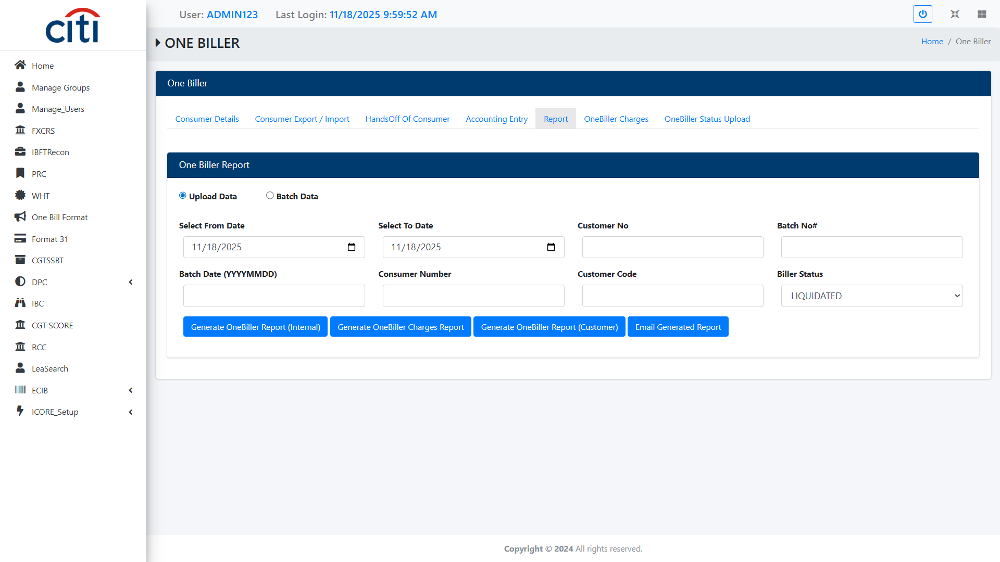 citi
User: ADMIN123 Last Login: 11/18/2025 9:59:52 AM
ONE BILLER
Home / One Biller
Home
Manage Groups
Manage_Users
FXCRS
IBFTRecon
PRC
WHT
One Bill Format
Format 31
CGTSSBT
DPC
IBC
CGT SCORE
RCC
LeaSearch
ECIB
ICORE_Setup
One Biller
Consumer Details Consumer Export / Import HandsOff Of Consumer Accounting Entry Report OneBiller Charges OneBiller Status Upload
One Biller Report
Upload Data Batch Data
Select From Date Select To Date Customer No Batch No#
11/18/2025 11/18/2025
Batch Date (YYYYMMDD) Consumer Number Customer Code Biller Status
LIQUIDATED
Generate OneBiller Report (Internal) Generate OneBiller Charges Report Generate OneBiller Report (Customer) Email Generated Report
Copyright © 2024 All rights reserved.